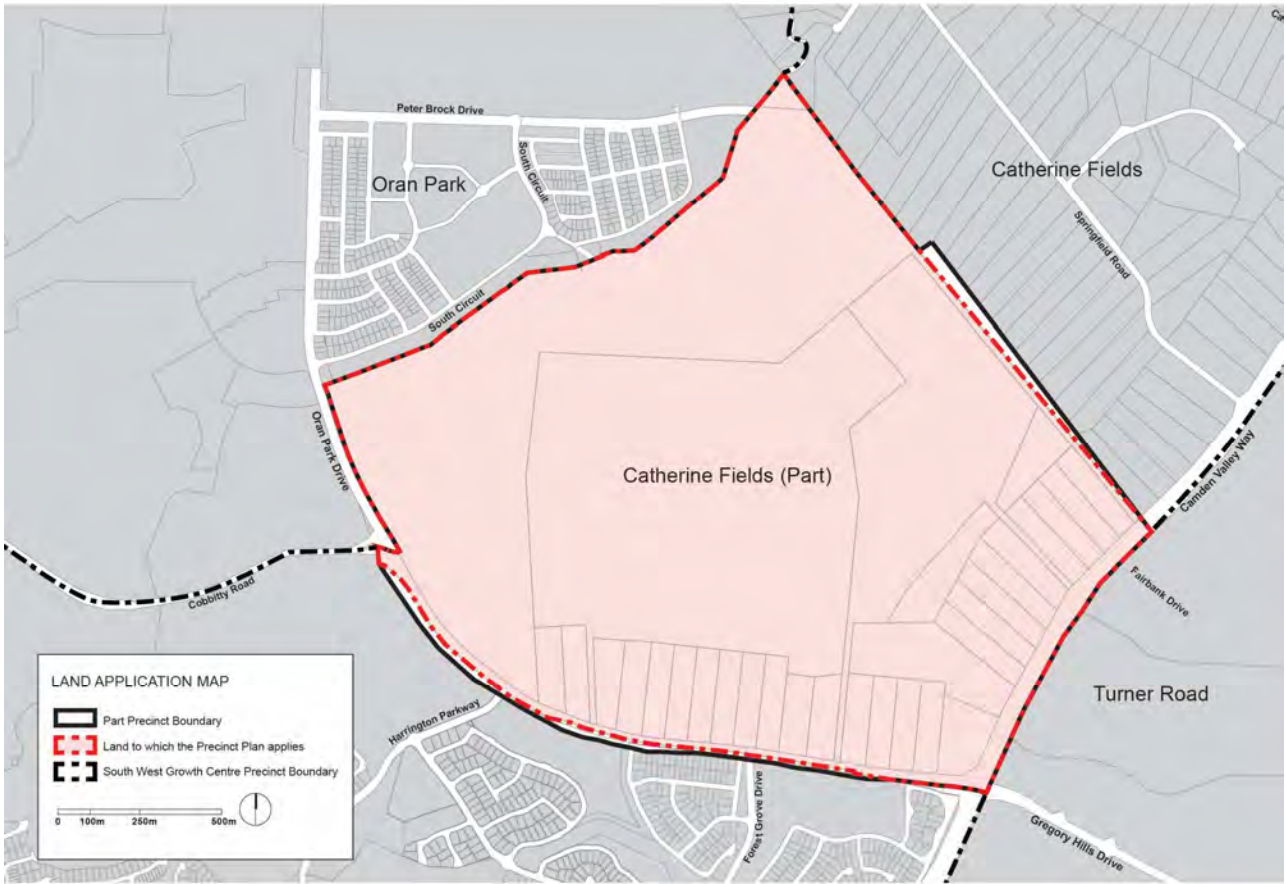 Peter Brock Drive
South Circuit
Oran Park
Catherine Fields
Springfield Road
South Circuit
Oran Park Drive
Catherine Fields (Part)
Camden Valley Way
Cobbitty Road
Fairbank Drive
Turner Road
Harrington Parkway
Forest Grove Drive
Gregory Hills Drive
LAND APPLICATION MAP
Part Precinct Boundary
Land to which the Precinct Plan applies
South West Growth Centre Precinct Boundary
0 100m 250m 500m